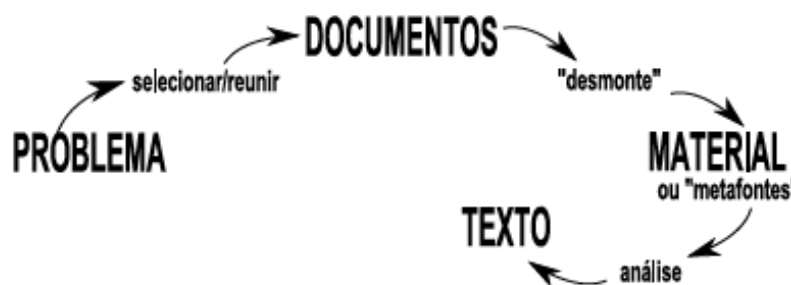 DOCUMENTOS
selecionar/reunir
"desmonte"
PROBLEMA
MATERIAL
ou "metafontes"
TEXTO
análise